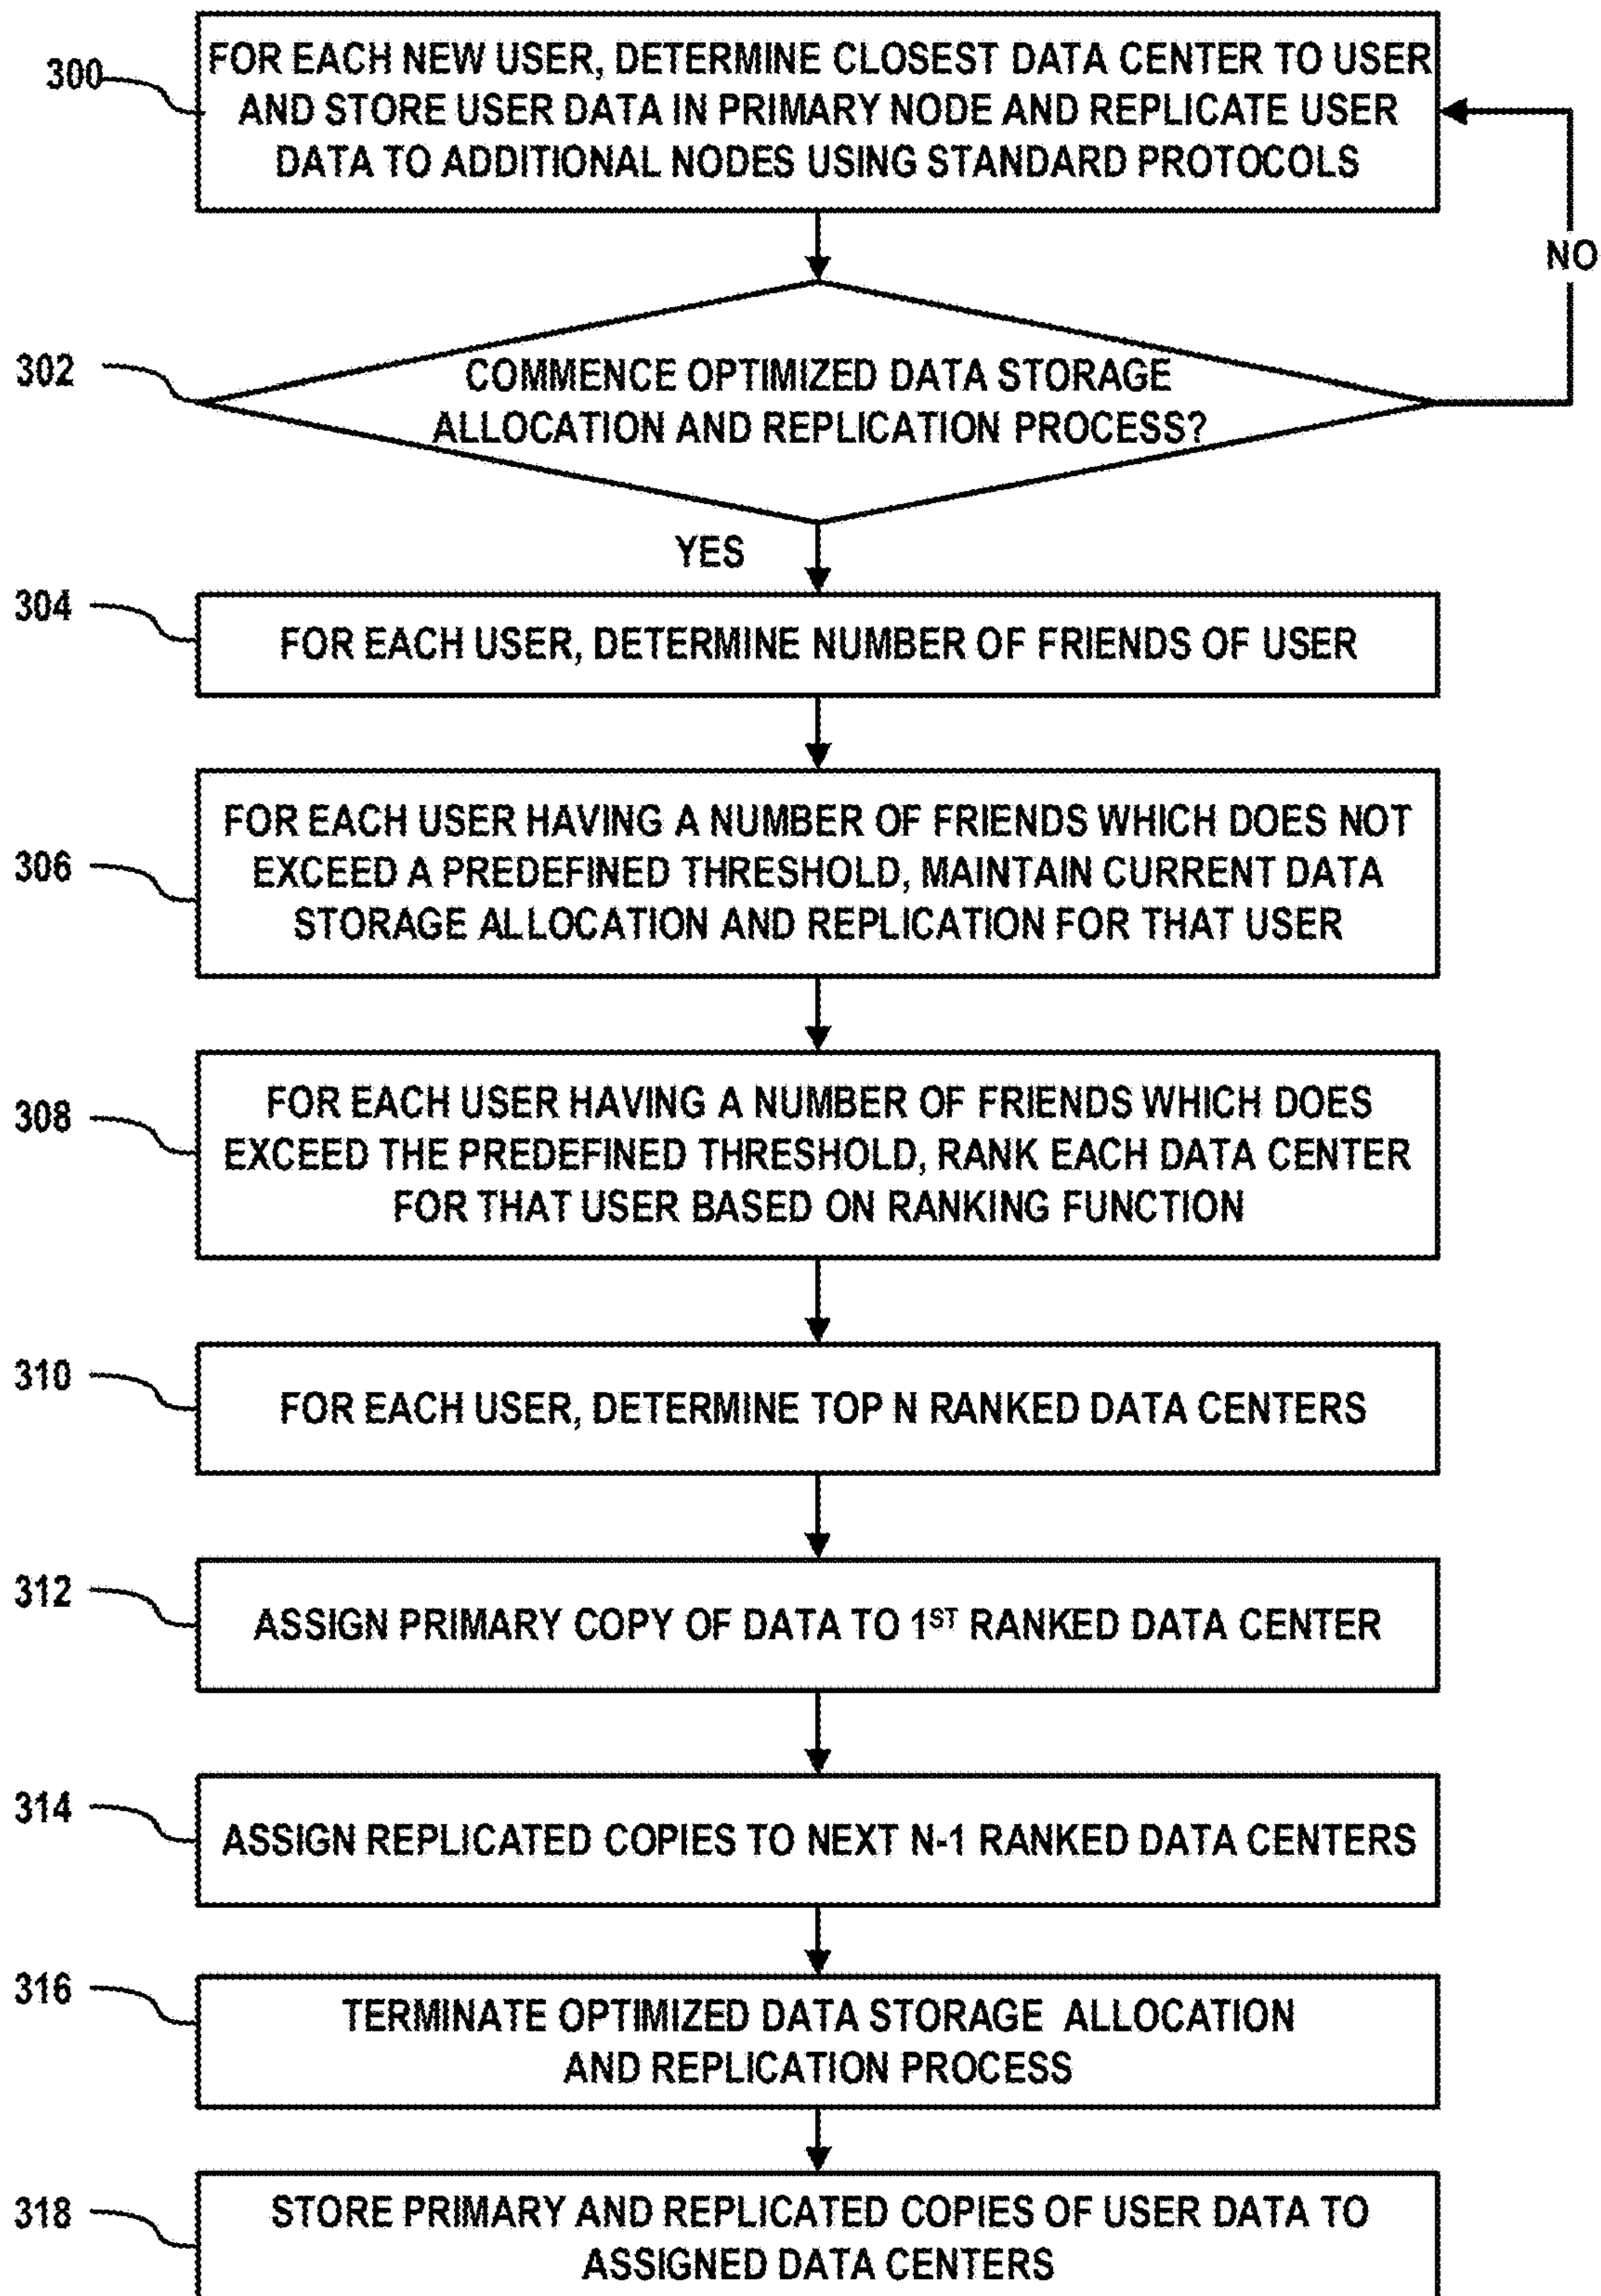 300
FOR EACH NEW USER, DETERMINE CLOSEST DATA CENTER TO USER
AND STORE USER DATA IN PRIMARY NODE AND REPLICATE USER
DATA TO ADDITIONAL NODES USING STANDARD PROTOCOLS
NO
302
COMMENCE OPTIMIZED DATA STORAGE
ALLOCATION AND REPLICATION PROCESS?
YES
304
FOR EACH USER, DETERMINE NUMBER OF FRIENDS OF USER
306
FOR EACH USER HAVING A NUMBER OF FRIENDS WHICH DOES NOT
EXCEED A PREDEFINED THRESHOLD, MAINTAIN CURRENT DATA
STORAGE ALLOCATION AND REPLICATION FOR THAT USER
308
FOR EACH USER HAVING A NUMBER OF FRIENDS WHICH DOES
EXCEED THE PREDEFINED THRESHOLD, RANK EACH DATA CENTER
FOR THAT USER BASED ON RANKING FUNCTION
310
FOR EACH USER, DETERMINE TOP N RANKED DATA CENTERS
312
ASSIGN PRIMARY COPY OF DATA TO 1ST RANKED DATA CENTER
314
ASSIGN REPLICATED COPIES TO NEXT N-1 RANKED DATA CENTERS
316
TERMINATE OPTIMIZED DATA STORAGE ALLOCATION
AND REPLICATION PROCESS
318
STORE PRIMARY AND REPLICATED COPIES OF USER DATA TO
ASSIGNED DATA CENTERS